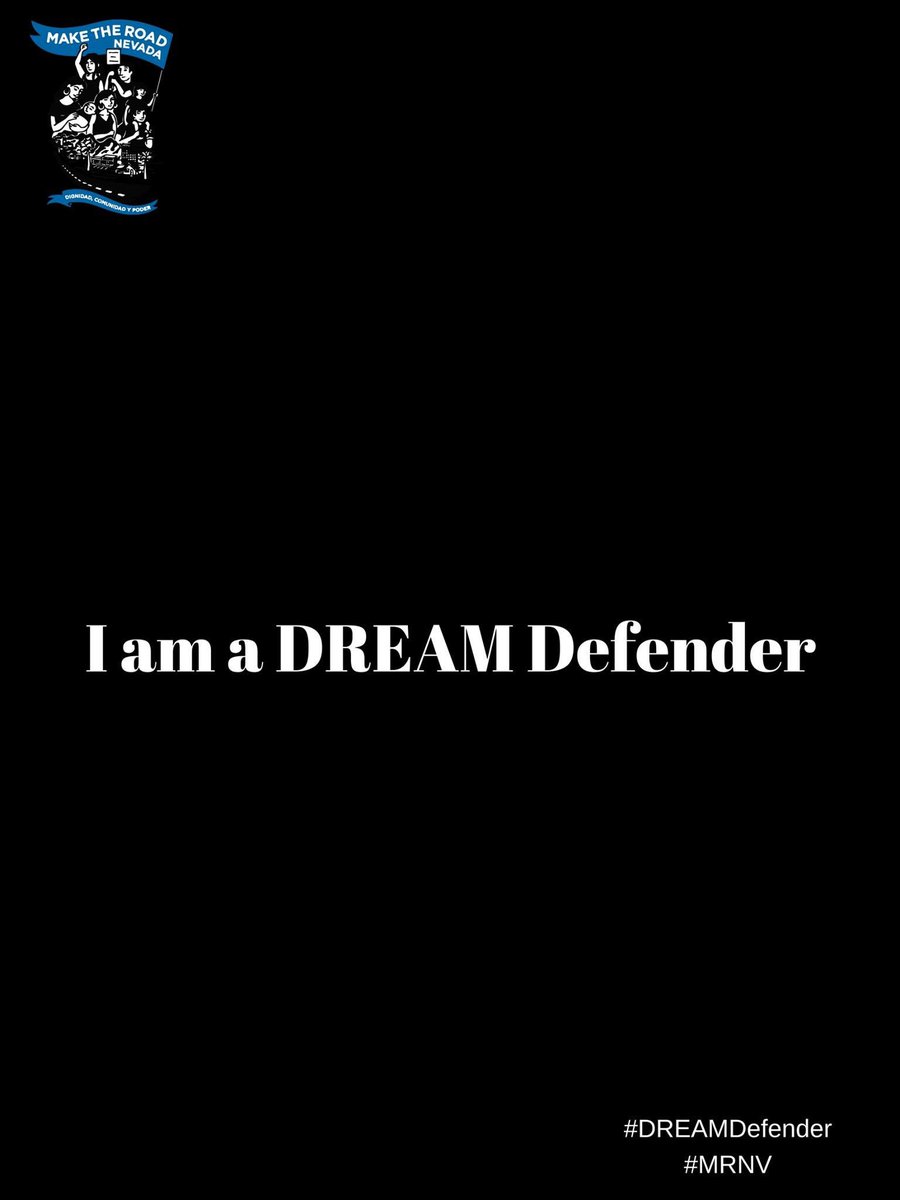 MAKE THE ROAD
NEVADA
DIGNIDAD, COMUNIDAD Y PODER
I am a DREAM Defender
#DREAMDefender
#MRNV